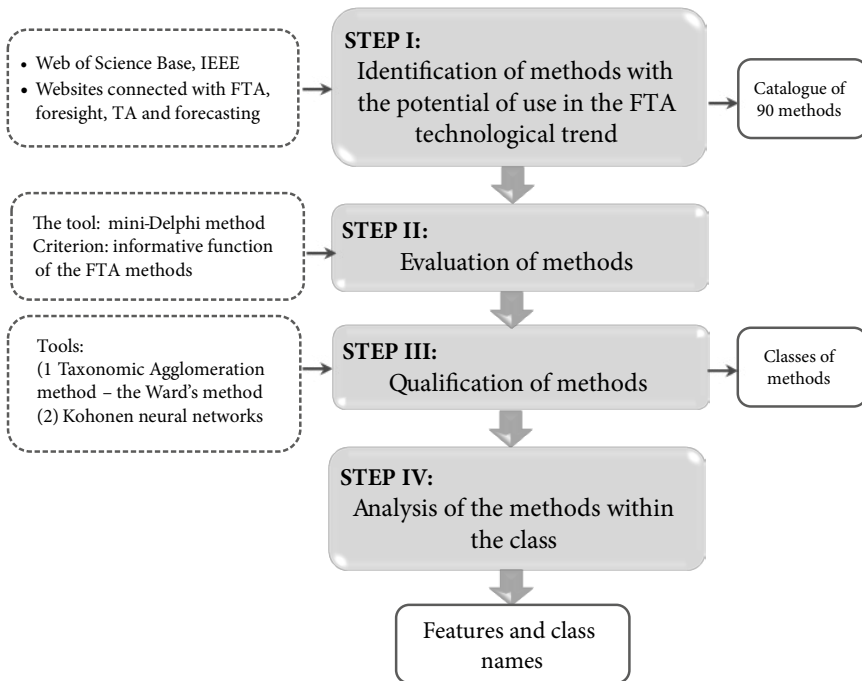 • Web of Science Base, IEEE
• Websites connected with FTA,
foresight, TA and forecasting
STEP I:
Identification of methods with
the potential of use in the FTA
technological trend
Catalogue of
90 methods
The tool: mini-Delphi method
Criterion: informative function
of the FTA methods
STEP II:
Evaluation of methods
Tools:
(1 Taxonomic Agglomeration
method – the Ward's method
(2) Kohonen neural networks
STEP III:
Qualification of methods
Classes of
methods
STEP IV:
Analysis of the methods within
the class
Features and class
names